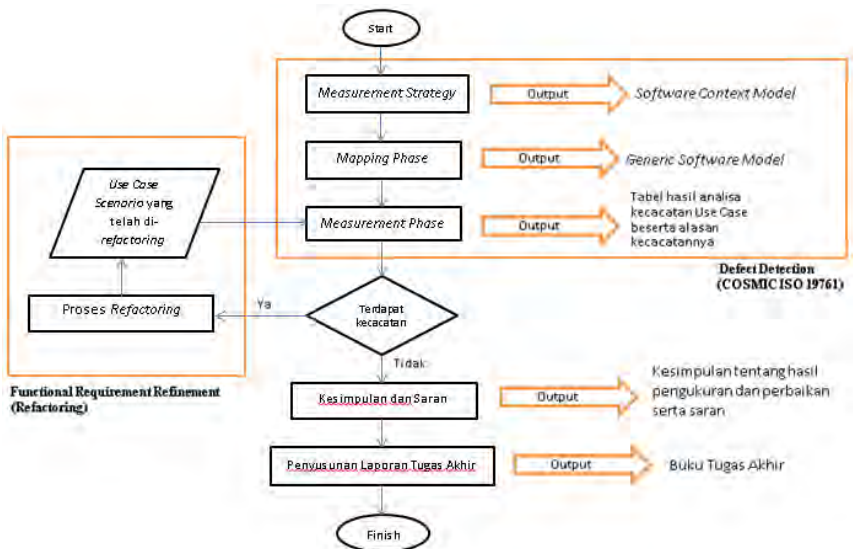 Start
Measurement Strategy
Output
Software Context Model
Mapping Phase
Output
Generic Software Model
Use Case
Scenario yang
telah di-
refactoring
Measurement Phase
Output
Tabel hasil analisa
kecacatan Use Case
beserta alasan
kecacatannya
Defect Detection
(COSMIC ISO 19761)
Proses Refactoring
Ya
Terdapat
kecacatan
Tidak
Functional Requirement Refinement
(Refactoring)
Kesimpulan dan Saran
Output
Kesimpulan tentang hasil
pengukuran dan perbaikan
serta saran
Penyusunan Laporan Tugas Akhir
Output
Buku Tugas Akhir
Finish